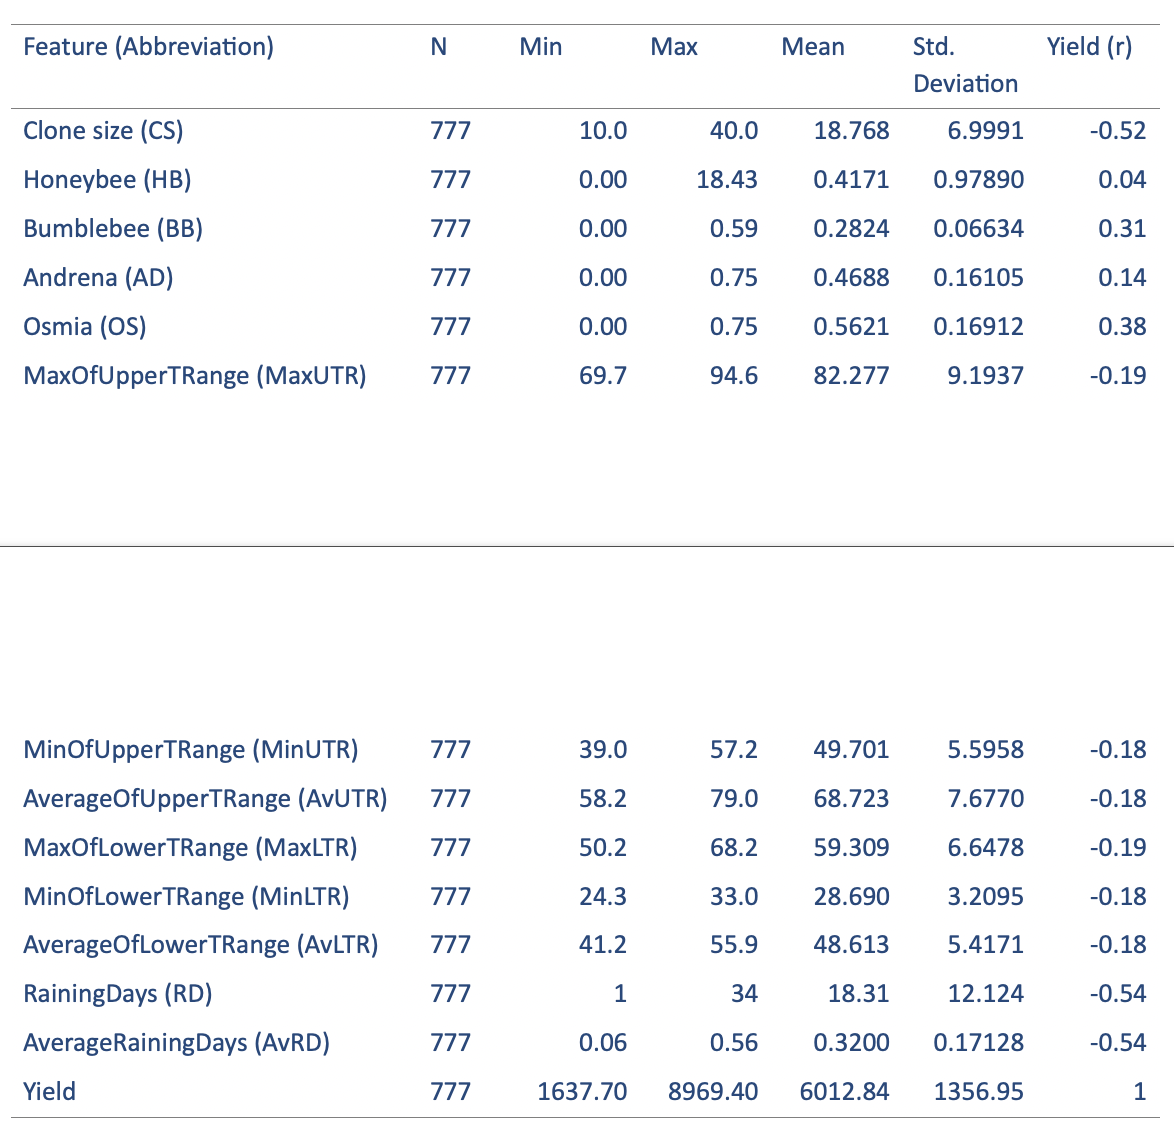 Feature (Abbreviation) N Min Max Mean Std. Deviation Yield (r)
Clone size (CS) 777 10.0 40.0 18.768 6.9991 -0.52
Honeybee (HB) 777 0.00 18.43 0.4171 0.97890 0.04
Bumblebee (BB) 777 0.00 0.59 0.2824 0.06634 0.31
Andrena (AD) 777 0.00 0.75 0.4688 0.16105 0.14
Osmia (OS) 777 0.00 0.75 0.5621 0.16912 0.38
MaxOfUpperTRange (MaxUTR) 777 69.7 94.6 82.277 9.1937 -0.19
MinOfUpperTRange (MinUTR) 777 39.0 57.2 49.701 5.5958 -0.18
AverageOfUpperTRange (AvUTR) 777 58.2 79.0 68.723 7.6770 -0.18
MaxOfLowerTRange (MaxLTR) 777 50.2 68.2 59.309 6.6478 -0.19
MinOfLowerTRange (MinLTR) 777 24.3 33.0 28.690 3.2095 -0.18
AverageOfLowerTRange (AvLTR) 777 41.2 55.9 48.613 5.4171 -0.18
RainingDays (RD) 777 1 34 18.31 12.124 -0.54
AverageRainingDays (AvRD) 777 0.06 0.56 0.3200 0.17128 -0.54
Yield 777 1637.70 8969.40 6012.84 1356.95 1